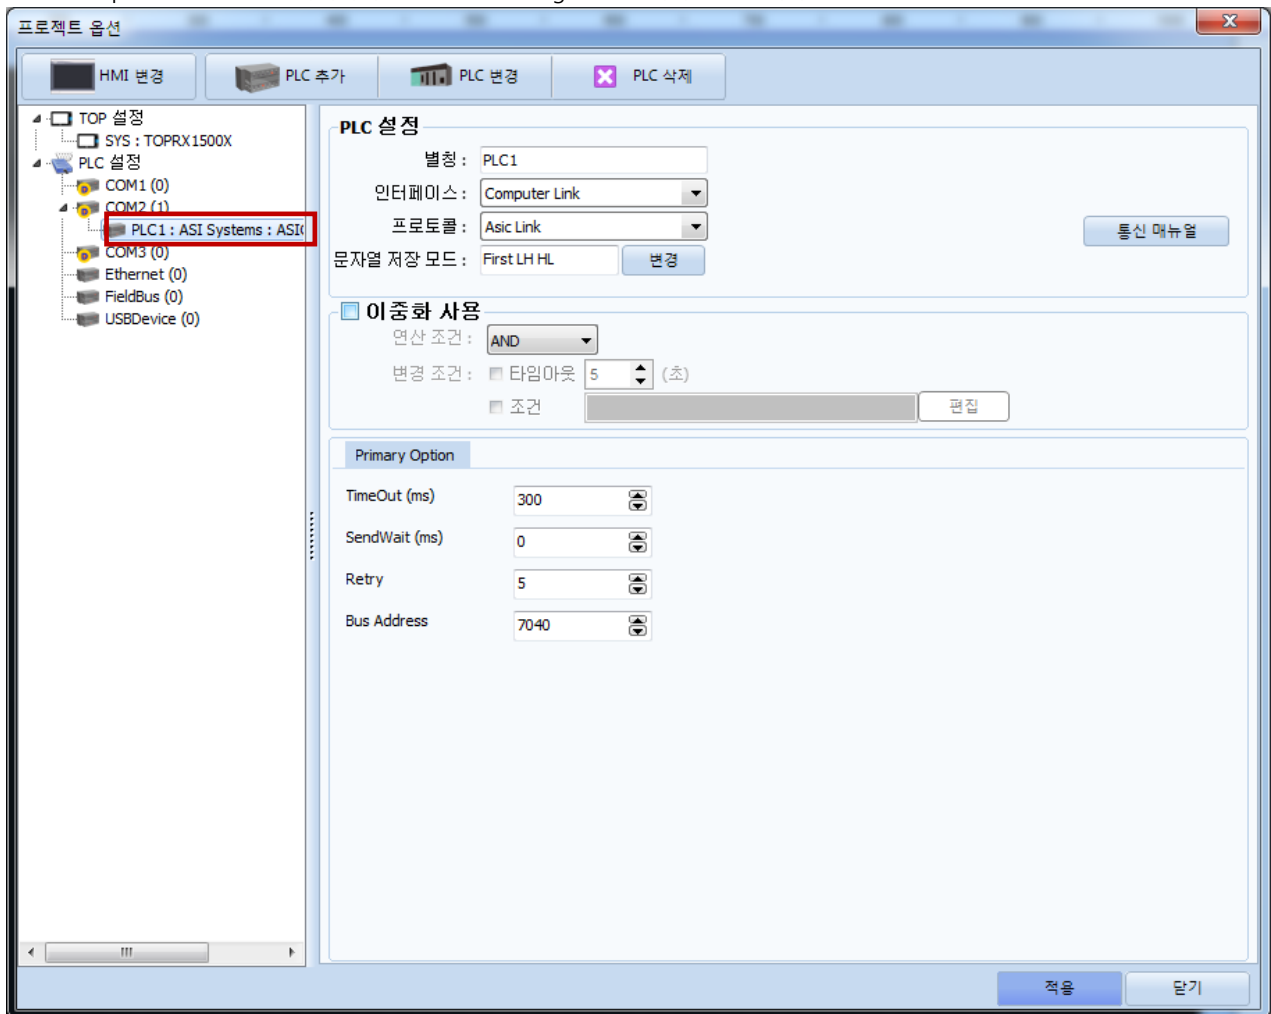 프로젝트 옵션
HMI 변경 PLC 추가 PLC 변경 PLC 삭제
TOP 설정
SYS : TOPRX1500X
PLC 설정
COM1 (0)
COM2 (1)
PLC1 : ASI Systems : ASI
COM3 (0)
Ethernet (0)
FieldBus (0)
USBDevice (0)
PLC 설정
별칭 : PLC1
인터페이스 : Computer Link
프로토콜 : Asic Link
통신 매뉴얼
문자열 저장 모드 : First LH HL 변경
이중화 사용
연산 조건 : AND
변경 조건 : 타임아웃 5 (초)
조건 편집
Primary Option
TimeOut (ms) 300
SendWait (ms) 0
Retry 5
Bus Address 7040
적용 닫기